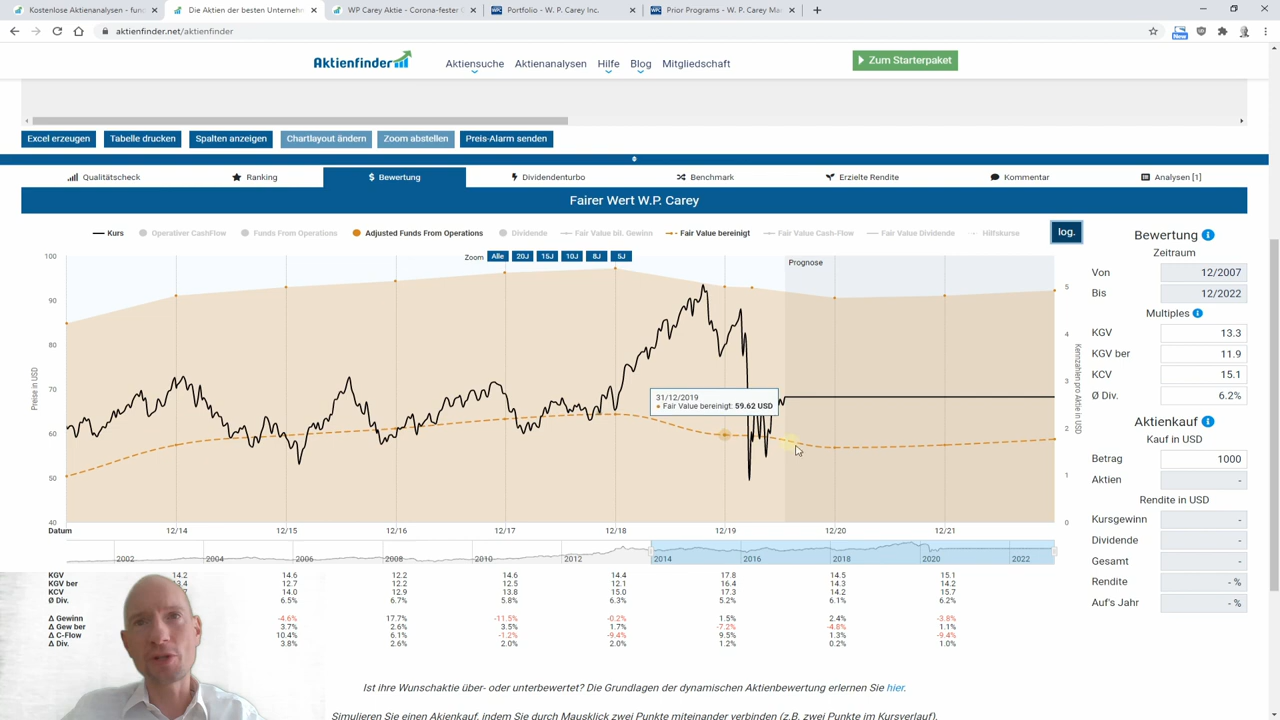 Kostenlose Aktienanalysen - fun
Die Aktien der besten Unternehm
WP Carey Aktie - Corona-fester
Portfolio - W. P. Carey Inc.
Prior Programs - W. P. Carey Ma
aktienfinder.net/aktienfinder
New
Aktienfinder
Aktiensuche Aktienanalysen Hilfe Blog Mitgliedschaft
Zum Starterpaket
Excel erzeugen Tabelle drucken Spalten anzeigen Chartlayout ändern Zoom abstellen Preis-Alarm senden
Qualitätscheck Ranking $ Bewertung Dividendenturbo Benchmark Erzielte Rendite Kommentar Analysen [1]
Fairer Wert W.P. Carey
Kurs Operativer CashFlow Funds From Operations Adjusted Funds From Operations Dividende Fair Value bil. Gewinn Fair Value bereinigt Fair Value Cash-Flow Fair Value Dividende Hilfskurse
log.
Zoom Alle 20J 15J 10J 8J 5J
Prognose
100
90
80
70
60
50
40
Preise in USD
5
4
3
2
1
0
Kennzahlen pro Aktie in USD
31/12/2019
Fair Value bereinigt: 59.62 USD
Datum 12/14 12/15 12/16 12/17 12/18 12/19 12/20 12/21
2002 2004 2006 2008 2010 2012 2014 2016 2018 2020 2022
KGV 14.2 14.6 12.2 14.6 14.4 17.8 14.5 15.1
KGV ber 12.7 12.2 12.5 12.1 16.4 14.3 14.2
KCV 14.0 12.9 13.8 15.0 17.3 14.2 15.7
Ø Div. 6.5% 6.7% 5.8% 6.3% 5.2% 6.1% 6.2%
Δ Gewinn -4.6% 17.7% -11.5% -0.2% 1.5% 2.4% -3.8%
Δ Gew ber 3.7% 2.6% 3.5% 1.7% -7.2% -4.8% 1.1%
Δ C-Flow 10.4% 6.1% -1.2% -9.4% 9.5% 1.3% -9.4%
Δ Div. 3.8% 2.6% 2.0% 2.0% 1.2% 0.2% 1.0%
Bewertung
Zeitraum
Von 12/2007
Bis 12/2022
Multiples
KGV 13.3
KGV ber 11.9
KCV 15.1
Ø Div. 6.2%
Aktienkauf
Kauf in USD
Betrag 1000
Aktien -
Rendite in USD
Kursgewinn -
Dividende -
Gesamt -
Rendite - %
Auf's Jahr - %
Ist ihre Wunschaktie über- oder unterbewertet? Die Grundlagen der dynamischen Aktienbewertung erlernen Sie hier.
Simulieren Sie einen Akienkauf, indem Sie durch Mausklick zwei Punkte miteinander verbinden (z.B. zwei Punkte im Kursverlauf).